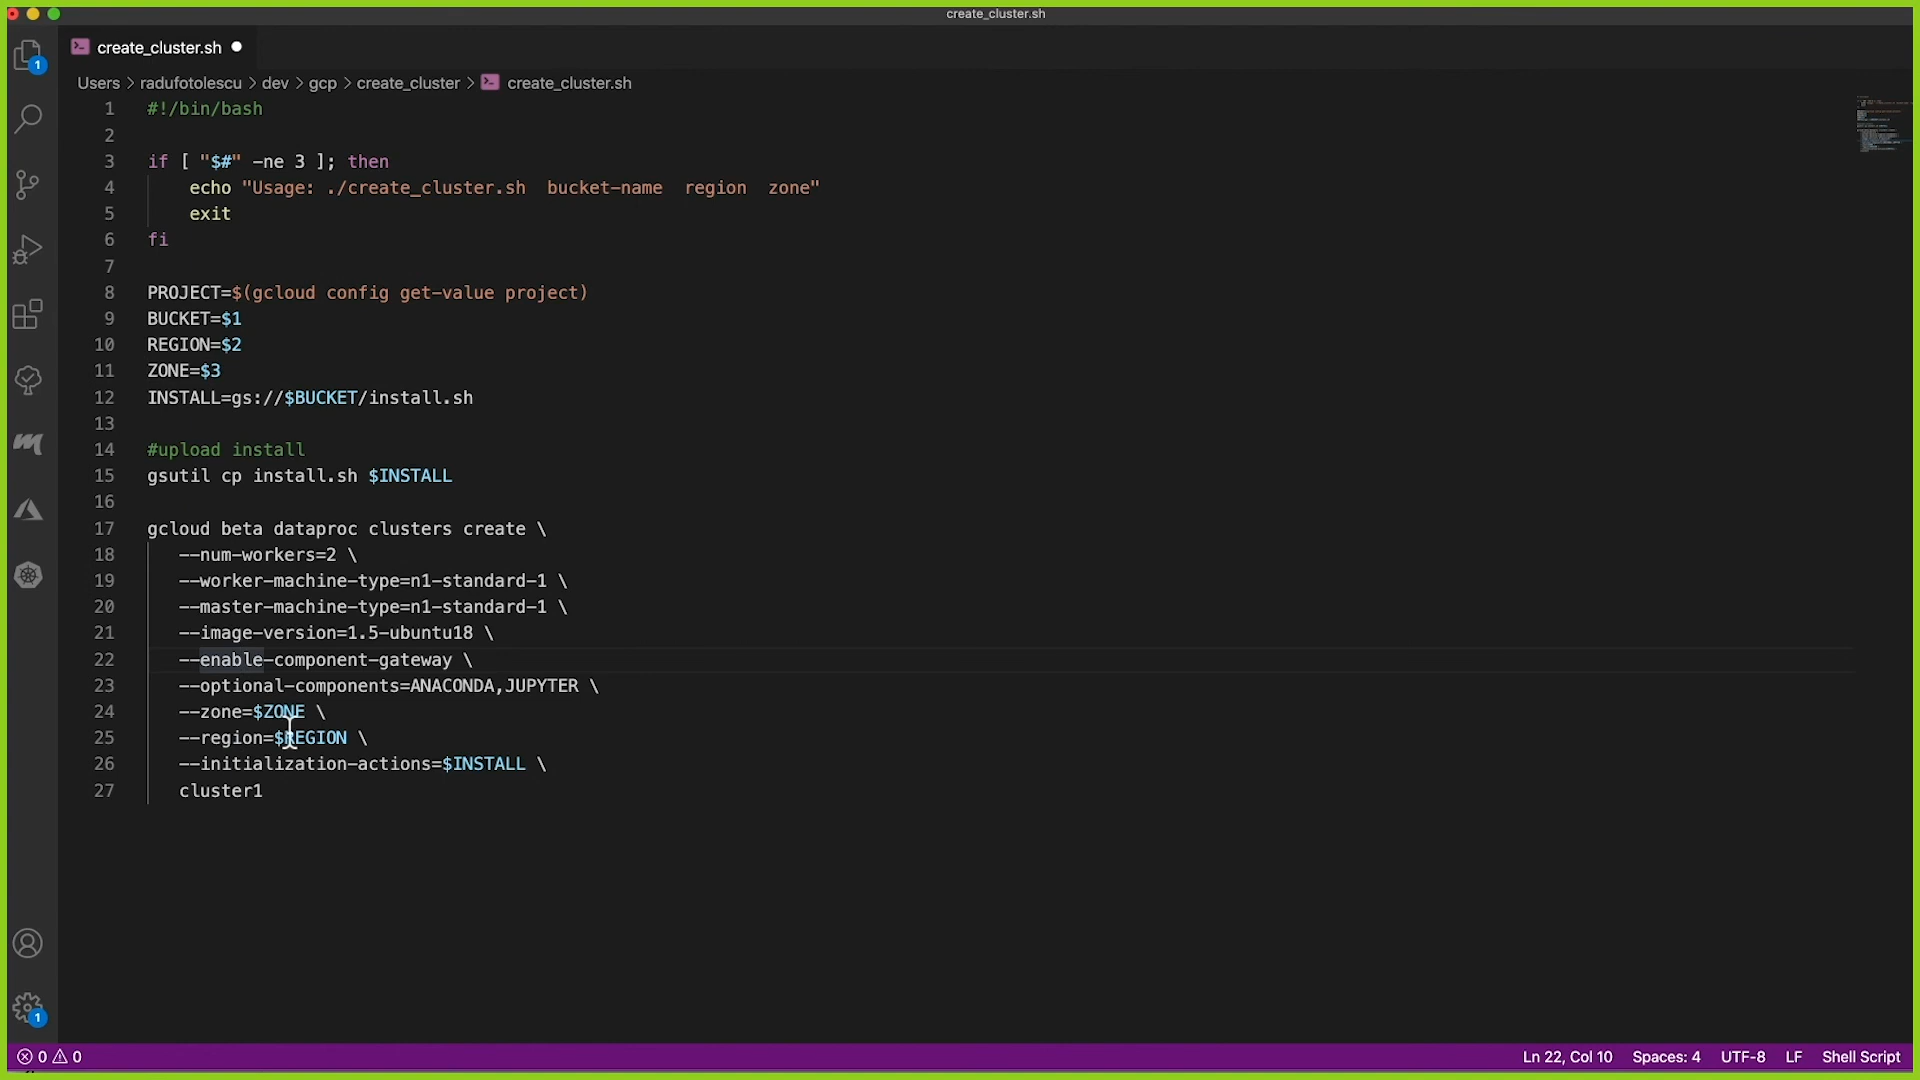 create_cluster.sh
create_cluster.sh
Users > radufotolescu > dev > gcp > create_cluster > create_cluster.sh
1 #!/bin/bash
2
3 if [ "$#" -ne 3 ]; then
4 echo "Usage: ./create_cluster.sh  bucket-name  region  zone"
5 exit
6 fi
7
8 PROJECT=$(gcloud config get-value project)
9 BUCKET=$1
10 REGION=$2
11 ZONE=$3
12 INSTALL=gs://$BUCKET/install.sh
13
14 #upload install
15 gsutil cp install.sh $INSTALL
16
17 gcloud beta dataproc clusters create \
18 --num-workers=2 \
19 --worker-machine-type=n1-standard-1 \
20 --master-machine-type=n1-standard-1 \
21 --image-version=1.5-ubuntu18 \
22 --enable-component-gateway \
23 --optional-components=ANACONDA,JUPYTER \
24 --zone=$ZONE \
25 --region=$REGION \
26 --initialization-actions=$INSTALL \
27 cluster1
1
1
0 0 Ln 22, Col 10 Spaces: 4 UTF-8 LF Shell Script